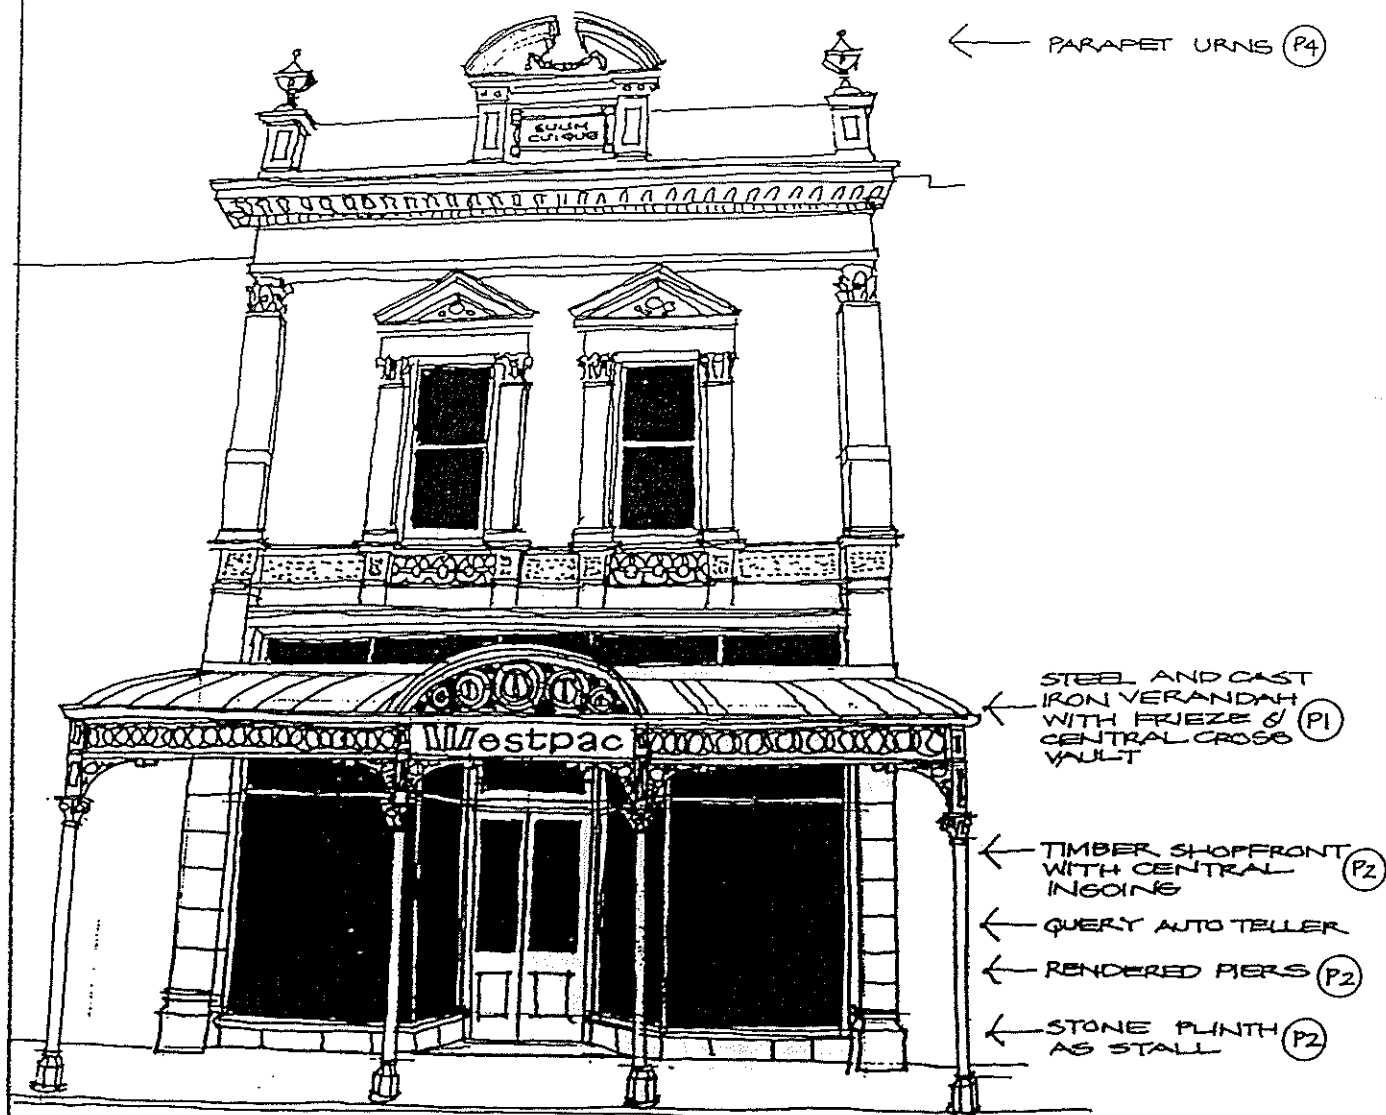 PARAPET URNS P4
SUUM
CUIQUE
STEEL AND CAST
IRON VERANDAH
WITH FRIEZE &
CENTRAL CROSS
VAULT P1
Westpac
TIMBER SHOPFRONT
WITH CENTRAL
INGOING P2
QUERY AUTO TELLER
RENDERED PIERS P2
STONE PLINTH
AS STALL P2